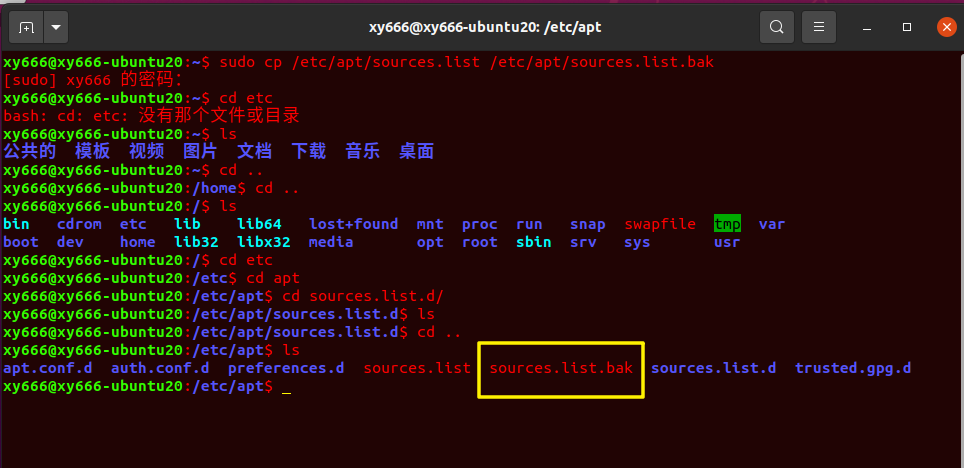 xy666@xy666-ubuntu20: /etc/apt
xy666@xy666-ubuntu20:~$ sudo cp /etc/apt/sources.list /etc/apt/sources.list.bak
[sudo] xy666 的密码：
xy666@xy666-ubuntu20:~$ cd etc
bash: cd: etc: 没有那个文件或目录
xy666@xy666-ubuntu20:~$ ls
公共的 模板 视频 图片 文档 下载 音乐 桌面
xy666@xy666-ubuntu20:~$ cd ..
xy666@xy666-ubuntu20:/home$ cd ..
xy666@xy666-ubuntu20:/$ ls
bin cdrom etc lib lib64 lost+found mnt proc run snap swapfile tmp var
boot dev home lib32 libx32 media opt root sbin srv sys usr
xy666@xy666-ubuntu20:/$ cd etc
xy666@xy666-ubuntu20:/etc$ cd apt
xy666@xy666-ubuntu20:/etc/apt$ cd sources.list.d/
xy666@xy666-ubuntu20:/etc/apt/sources.list.d$ ls
xy666@xy666-ubuntu20:/etc/apt/sources.list.d$ cd ..
xy666@xy666-ubuntu20:/etc/apt$ ls
apt.conf.d auth.conf.d preferences.d sources.list sources.list.bak sources.list.d trusted.gpg.d
xy666@xy666-ubuntu20:/etc/apt$